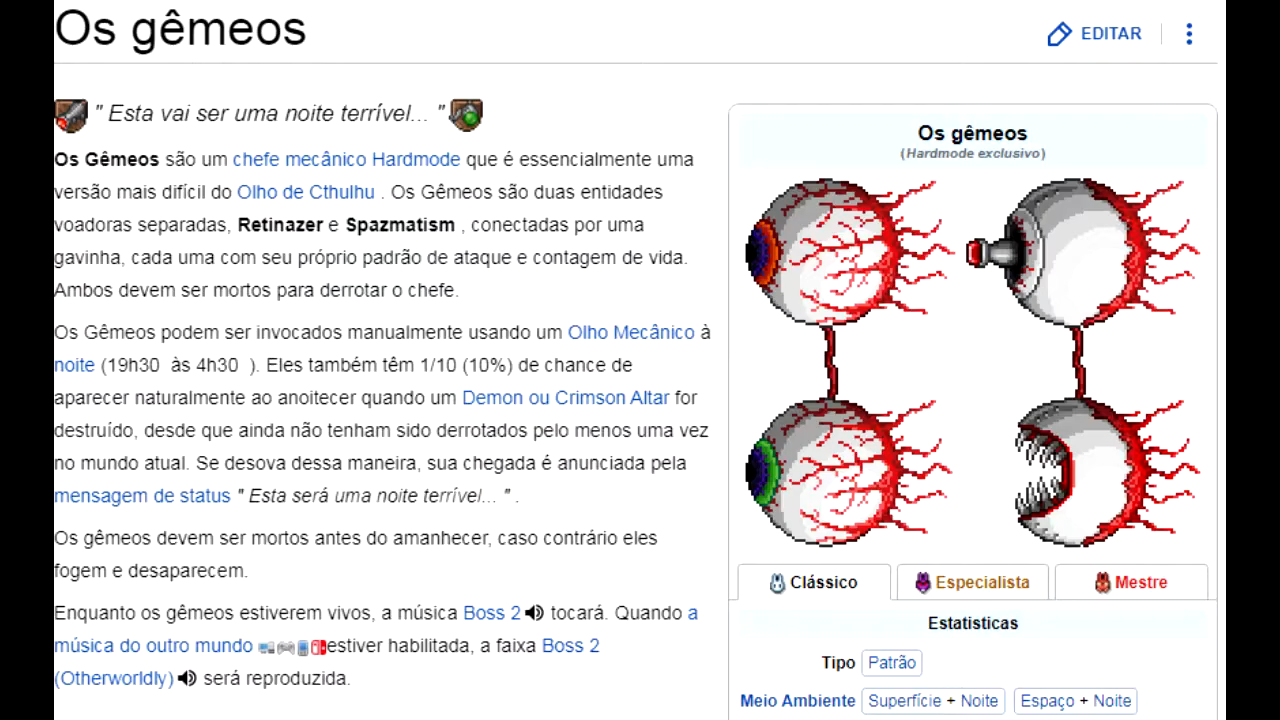 Os gêmeos
EDITAR
" Esta vai ser uma noite terrível... "
Os Gêmeos são um chefe mecânico Hardmode que é essencialmente uma
versão mais difícil do Olho de Cthulhu . Os Gêmeos são duas entidades
voadoras separadas, Retinazer e Spazmatism , conectadas por uma
gavinha, cada uma com seu próprio padrão de ataque e contagem de vida.
Ambos devem ser mortos para derrotar o chefe.
Os Gêmeos podem ser invocados manualmente usando um Olho Mecânico à
noite (19h30 às 4h30 ). Eles também têm 1/10 (10%) de chance de
aparecer naturalmente ao anoitecer quando um Demon ou Crimson Altar for
destruído, desde que ainda não tenham sido derrotados pelo menos uma vez
no mundo atual. Se desova dessa maneira, sua chegada é anunciada pela
mensagem de status " Esta será uma noite terrível... " .
Os gêmeos devem ser mortos antes do amanhecer, caso contrário eles
fogem e desaparecem.
Enquanto os gêmeos estiverem vivos, a música Boss 2 tocará. Quando a
música do outro mundo estiver habilitada, a faixa Boss 2
(Otherworldly) será reproduzida.
Os gêmeos
(Hardmode exclusivo)
Clássico
Especialista
Mestre
Estatisticas
Tipo Patrão
Meio Ambiente Superfície + Noite Espaço + Noite